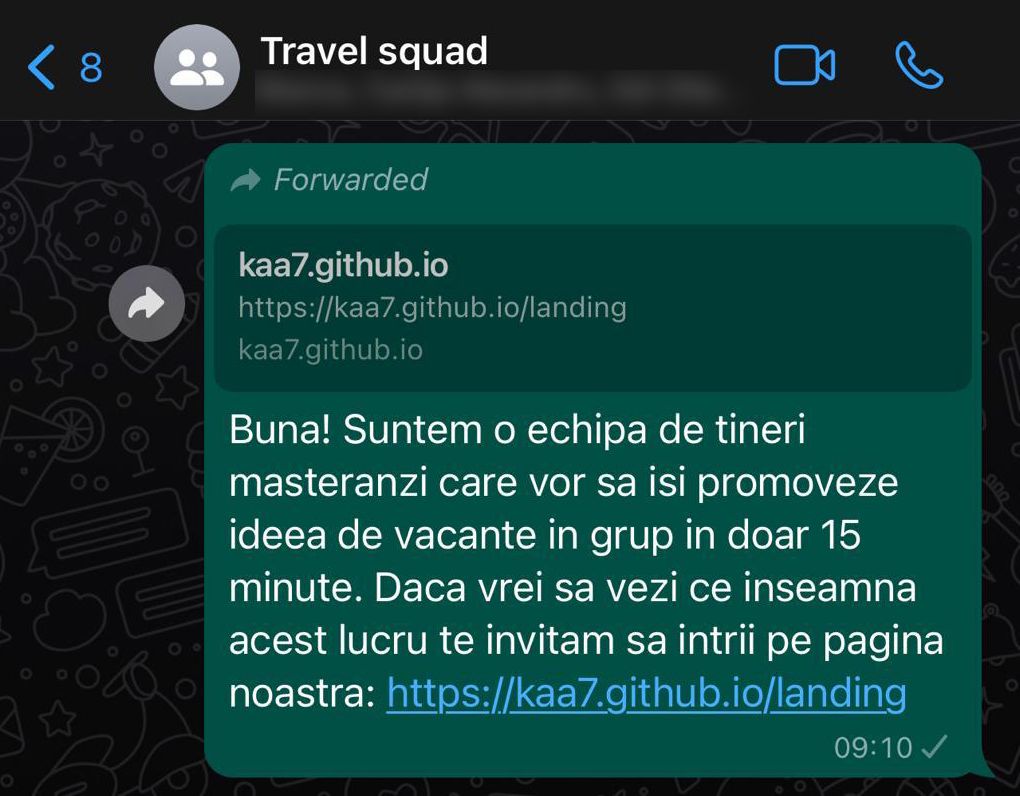 8
Travel squad
Forwarded
kaa7.github.io
https://kaa7.github.io/landing
kaa7.github.io
Buna! Suntem o echipa de tineri
masteranzi care vor sa isi promoveze
ideea de vacante in grup in doar 15
minute. Daca vrei sa vezi ce inseamna
acest lucru te invitam sa intrii pe pagina
noastra: https://kaa7.github.io/landing
09:10